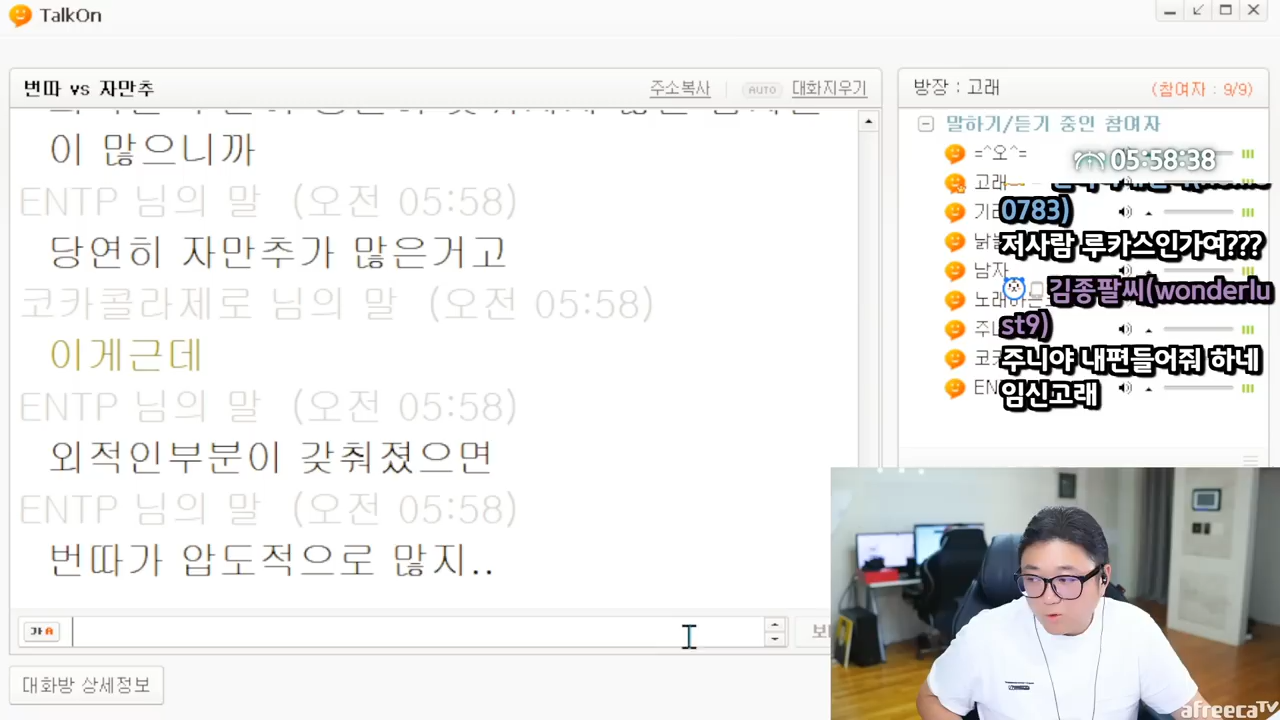 TalkOn
번따 vs 자만추
주소복사
AUTO
대화지우기
이 많으니까
ENTP 님의 말 (오전 05:58)
당연히 자만추가 많은거고
코카콜라제로 님의 말 (오전 05:58)
이게근데
ENTP 님의 말 (오전 05:58)
외적인부분이 갖춰졌으면
ENTP 님의 말 (오전 05:58)
번따가 압도적으로 많지..
가
대화방 상세정보
방장 : 고래
(참여자 : 9/9)
말하기/듣기 중인 참여자
=^오^=
05:58:38
고래
0783)
저사람 루카스인가여???
남자
김종팔씨(wonderlu
st9)
주니야 내편들어줘 하네
임신고래
EN
afreecaTV